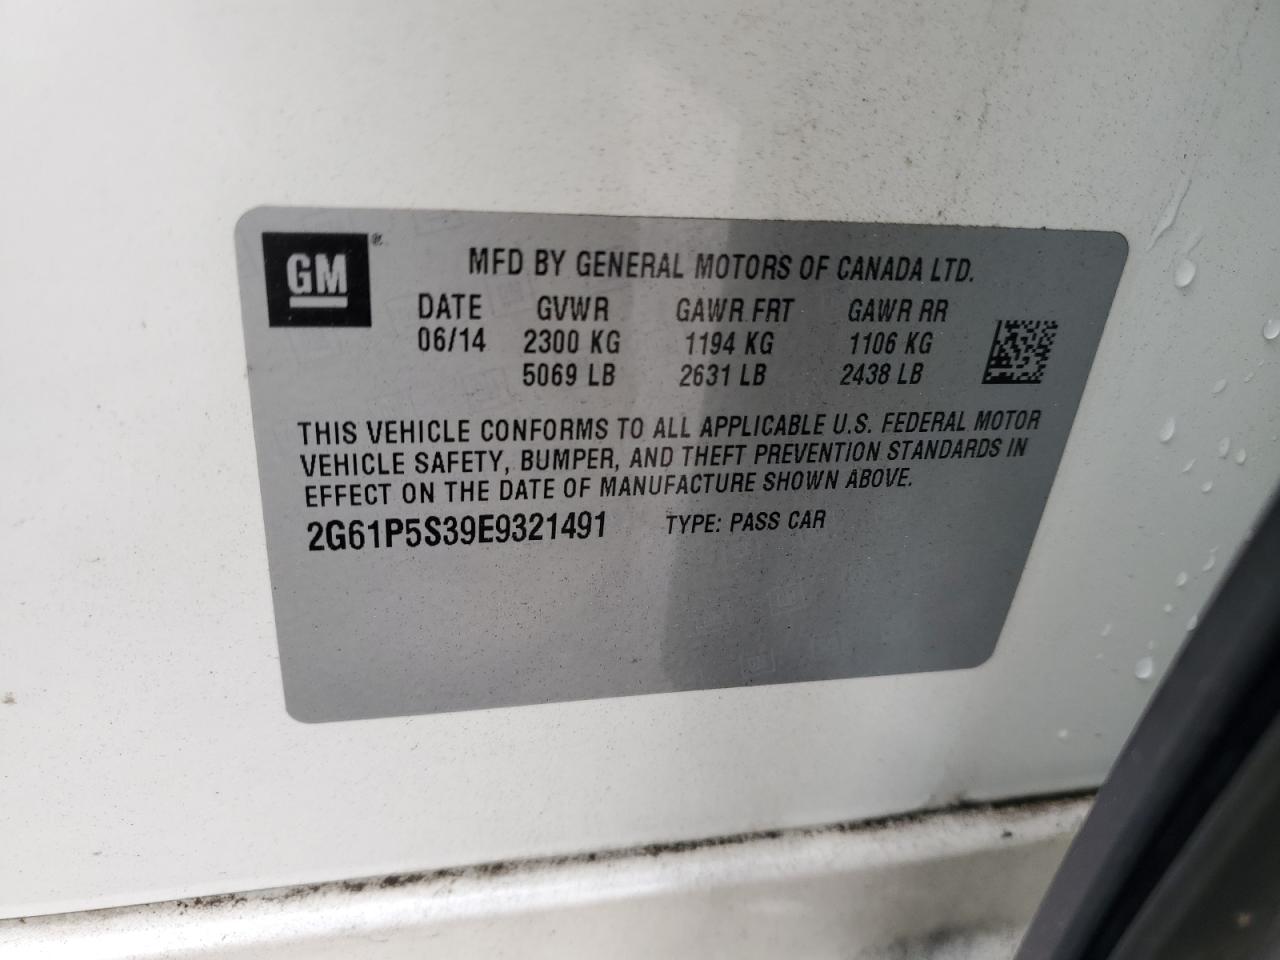 GM ®
MFD BY GENERAL MOTORS OF CANADA LTD.
DATE GVWR GAWR FRT GAWR RR
06/14 2300 KG 1194 KG 1106 KG
5069 LB 2631 LB 2438 LB
THIS VEHICLE CONFORMS TO ALL APPLICABLE U.S. FEDERAL MOTOR
VEHICLE SAFETY, BUMPER, AND THEFT PREVENTION STANDARDS IN
EFFECT ON THE DATE OF MANUFACTURE SHOWN ABOVE.
2G61P5S39E9321491 TYPE: PASS CAR